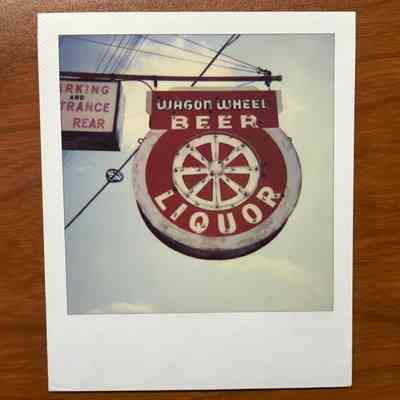 ARKING
AND
TRANCE
REAR
WAGON WHEEL
BEER
LIQUOR